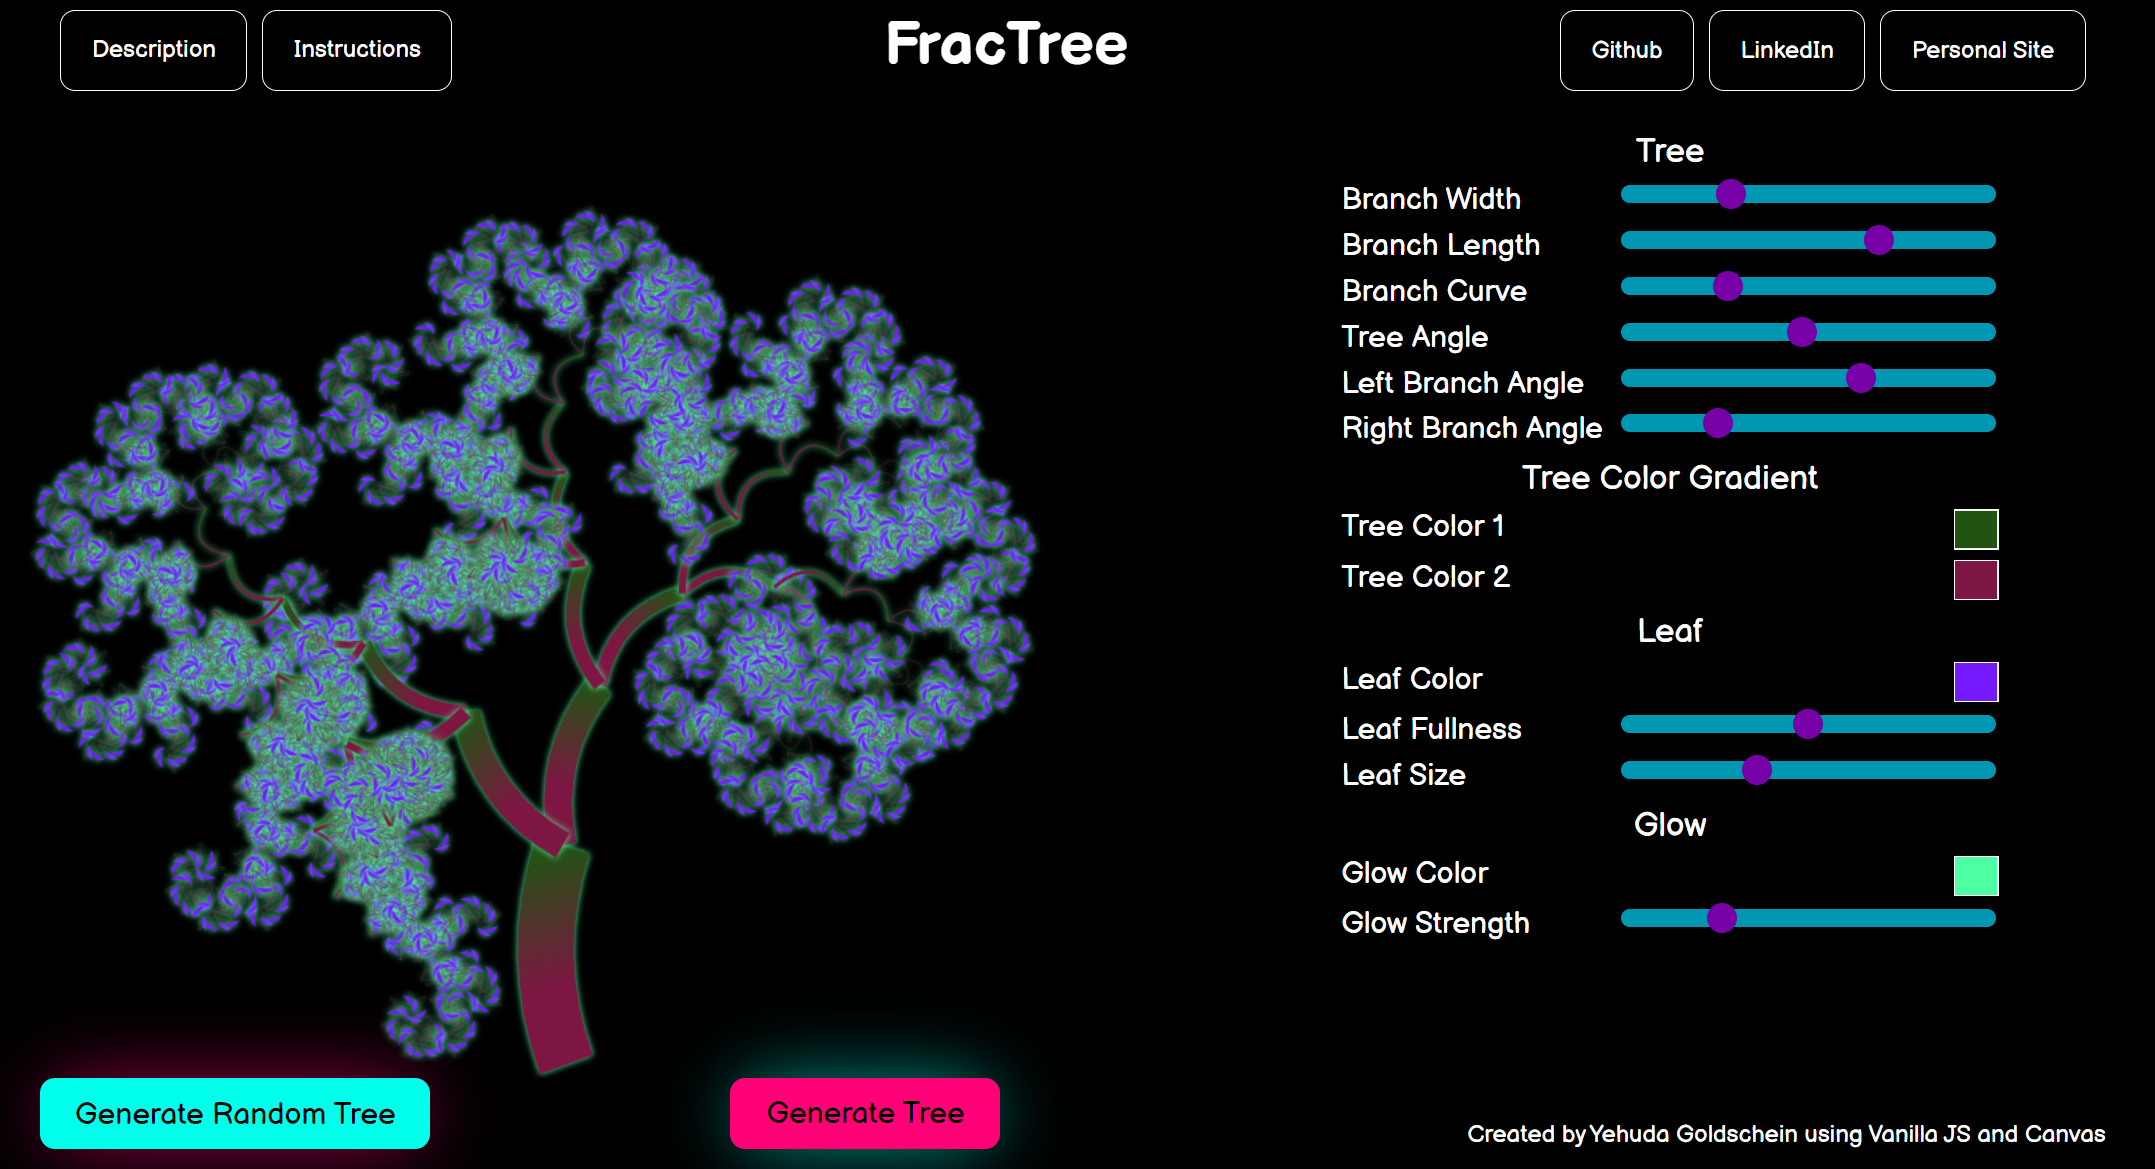 Description
Instructions
FracTree
Github
LinkedIn
Personal Site
Tree
Branch Width
Branch Length
Branch Curve
Tree Angle
Left Branch Angle
Right Branch Angle
Tree Color Gradient
Tree Color 1
Tree Color 2
Leaf
Leaf Color
Leaf Fullness
Leaf Size
Glow
Glow Color
Glow Strength
Generate Random Tree
Generate Tree
Created by Yehuda Goldschein using Vanilla JS and Canvas